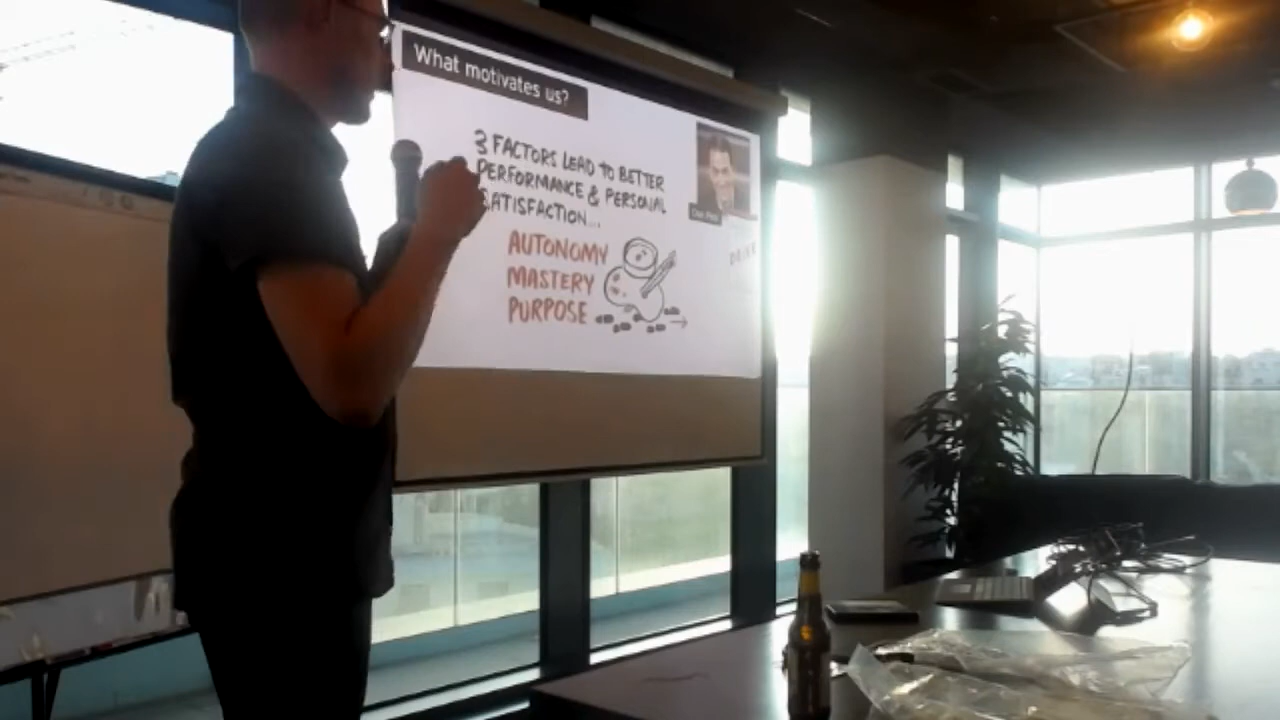 What motivates us?
3 FACTORS LEAD TO BETTER
PERFORMANCE & PERSONAL
SATISFACTION...
AUTONOMY
MASTERY
PURPOSE